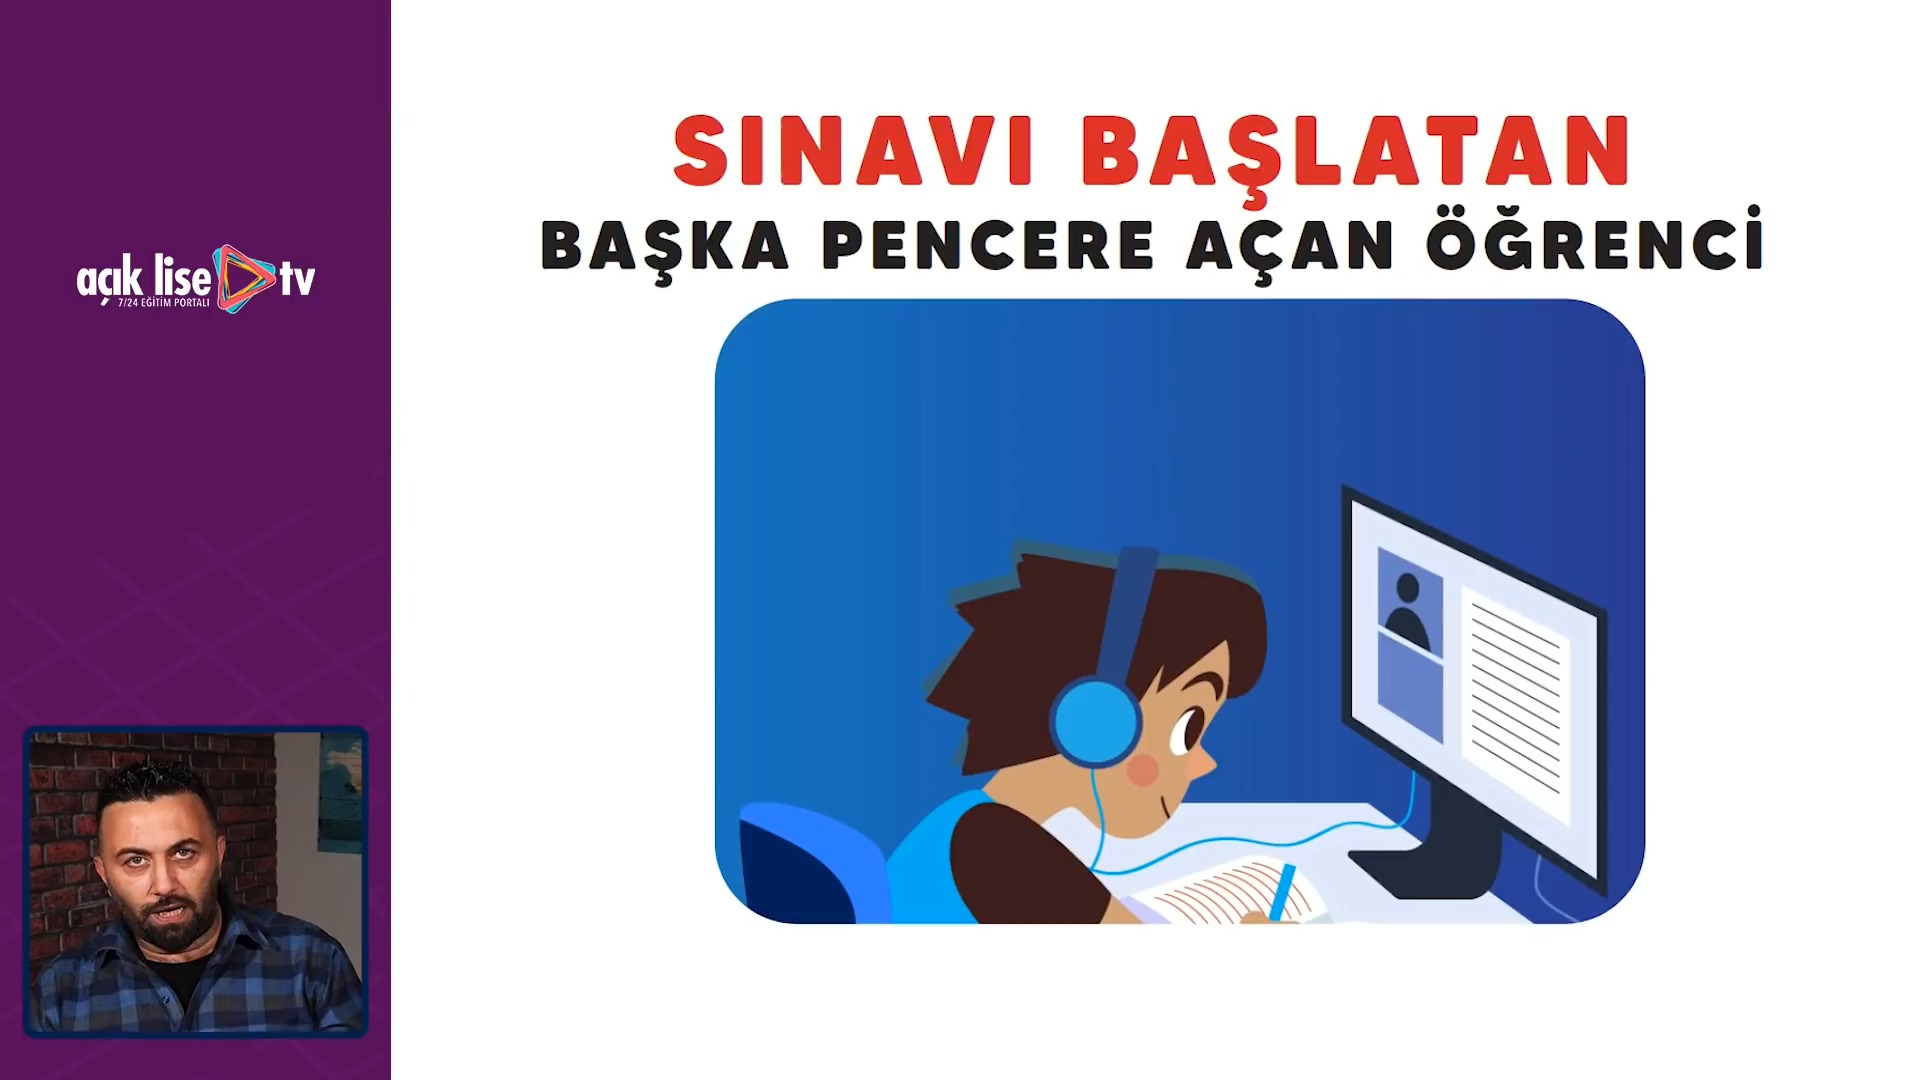 SINAVI BAŞLATAN
BAŞKA PENCERE AÇAN ÖĞRENCİ
açık lise tv
7/24 EĞİTİM PORTALI